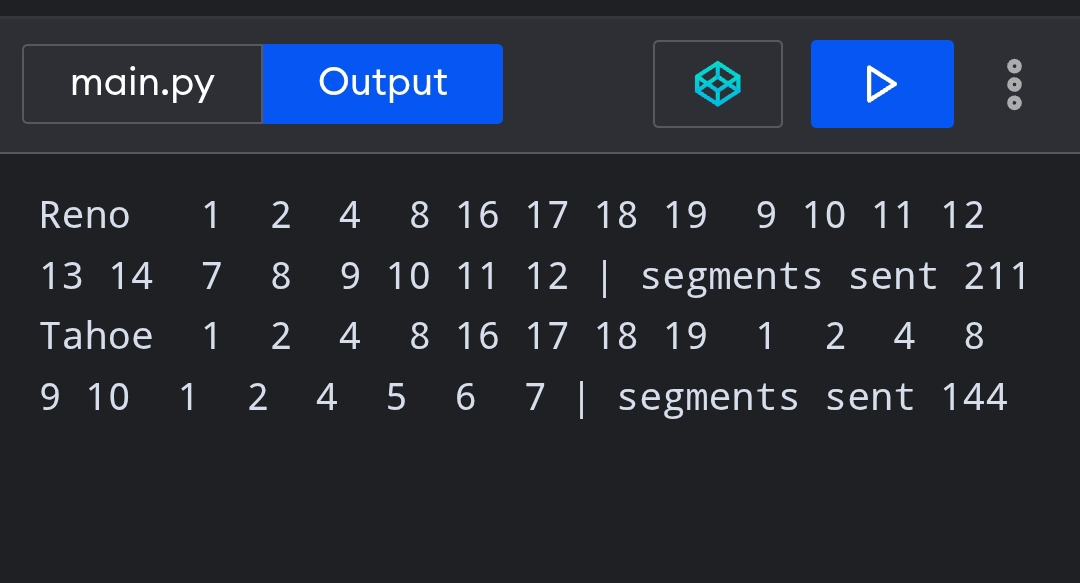 main.py Output
Reno   1  2  4  8 16 17 18 19  9 10 11 12
13 14  7  8  9 10 11 12 | segments sent 211
Tahoe  1  2  4  8 16 17 18 19  1  2  4  8
9 10  1  2  4  5  6  7 | segments sent 144